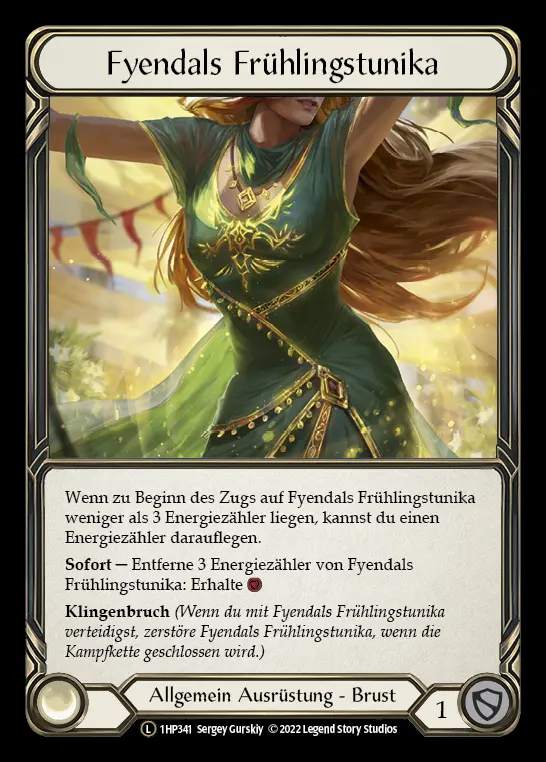 Fyendals Frühlingstunika
Wenn zu Beginn des Zugs auf Fyendals Frühlingstunika
weniger als 3 Energiezähler liegen, kannst du einen
Energiezähler darauflegen.
Sofort — Entferne 3 Energiezähler von Fyendals
Frühlingstunika: Erhalte
Klingenbruch (Wenn du mit Fyendals Frühlingstunika
verteidigst, zerstöre Fyendals Frühlingstunika, wenn die
Kampfkette geschlossen wird.)
Allgemein Ausrüstung - Brust
1
L 1HP341 Sergey Gurskiy © 2022 Legend Story Studios